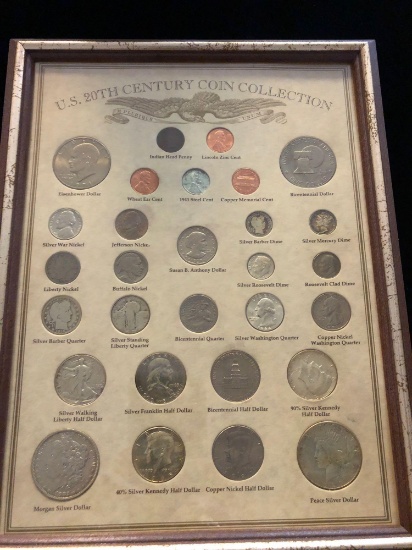 U.S. 20TH CENTURY COIN COLLECTION
E PLURIBUS UNUM
Indian Head Penny
Lincoln Zinc Cent
Eisenhower Dollar
Bicentennial Dollar
Wheat Ear Cent
1943 Steel Cent
Copper Memorial Cent
Silver War Nickel
Jefferson Nickel
Susan B. Anthony Dollar
Silver Barber Dime
Silver Mercury Dime
Liberty Nickel
Buffalo Nickel
Silver Roosevelt Dime
Roosevelt Clad Dime
Silver Barber Quarter
Silver Standing
Liberty Quarter
Bicentennial Quarter
Silver Washington Quarter
Copper Nickel
Washington Quarter
Silver Walking
Liberty Half Dollar
Silver Franklin Half Dollar
Bicentennial Half Dollar
90% Silver Kennedy
Half Dollar
Morgan Silver Dollar
40% Silver Kennedy Half Dollar
Copper Nickel Half Dollar
Peace Silver Dollar